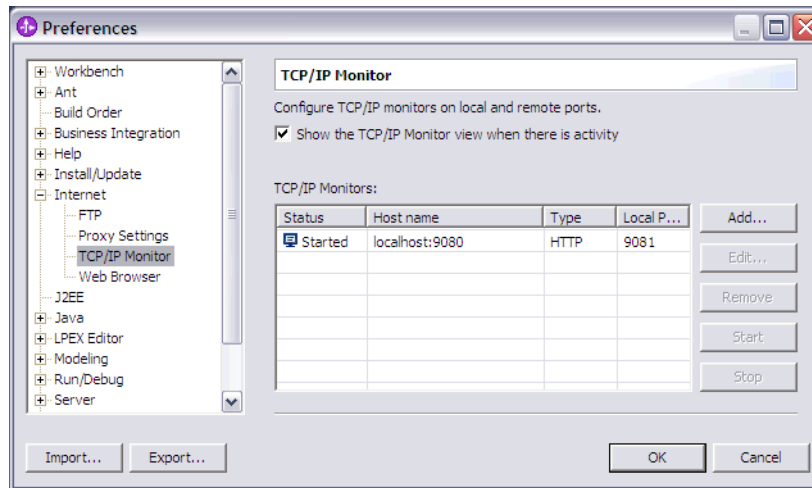 Preferences
Workbench
Ant
Build Order
Business Integration
Help
Install/Update
Internet
FTP
Proxy Settings
TCP/IP Monitor
Web Browser
J2EE
Java
LPEX Editor
Modeling
Run/Debug
Server
TCP/IP Monitor
Configure TCP/IP monitors on local and remote ports.
Show the TCP/IP Monitor view when there is activity
TCP/IP Monitors:
Status Host name Type Local P...
Started localhost:9080 HTTP 9081
Add...
Edit...
Remove
Start
Stop
Import... Export... OK Cancel